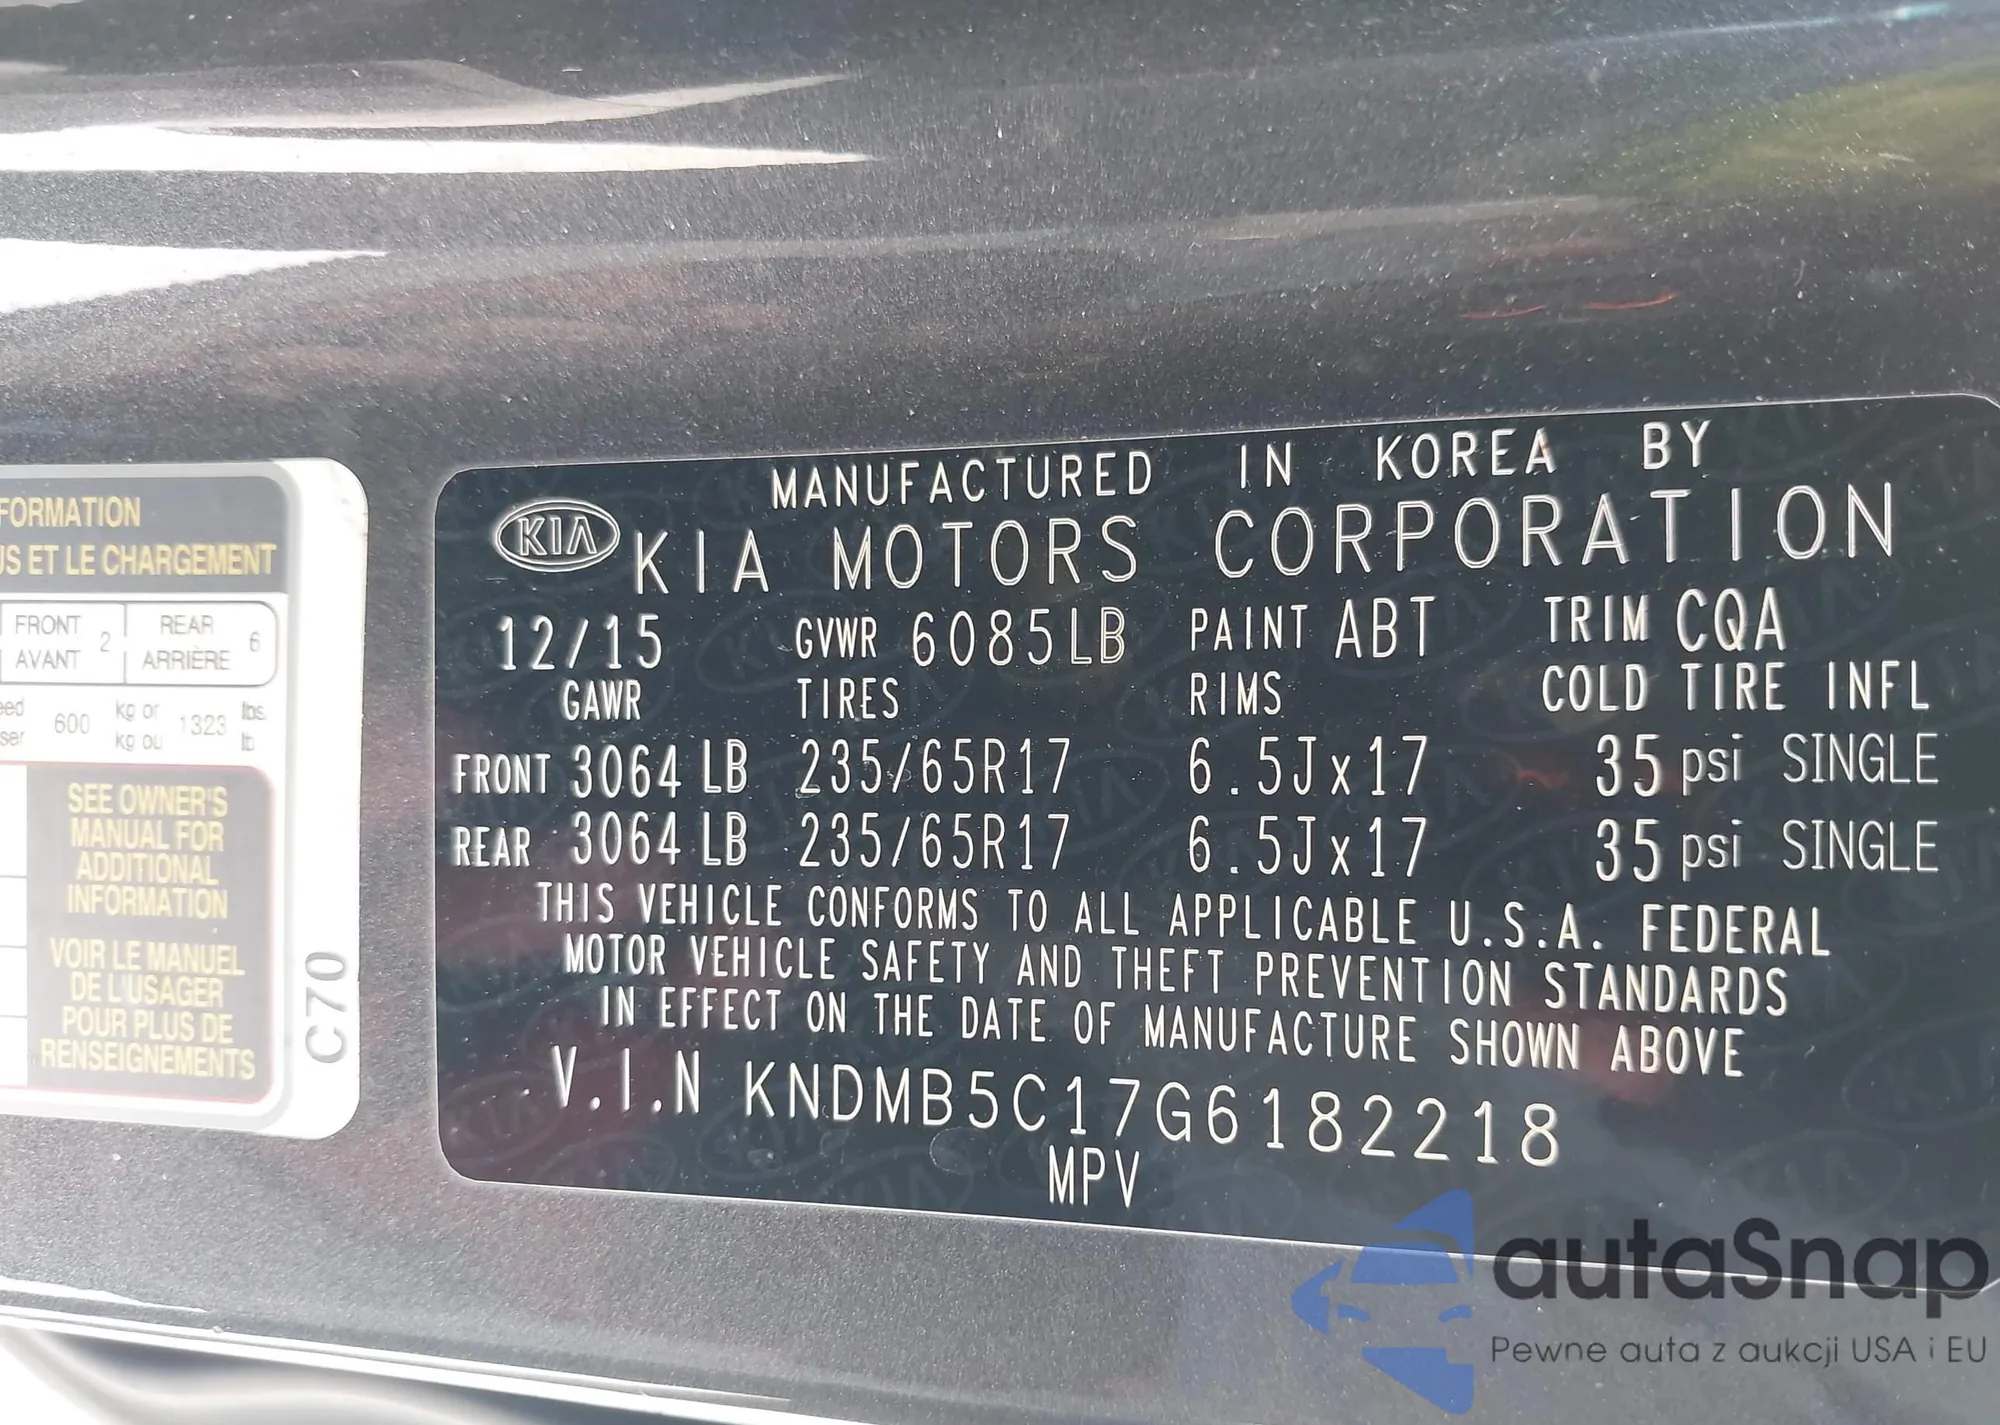 FORMATION
US ET LE CHARGEMENT
FRONT 2 REAR 6
AVANT ARRIÈRE
eed 600 kg or 1323 lbs.
ser kg ou lb
SEE OWNER'S
MANUAL FOR
ADDITIONAL
INFORMATION
VOIR LE MANUEL
DE L'USAGER
POUR PLUS DE
RENSEIGNEMENTS
C70
MANUFACTURED IN KOREA BY
KIA KIA MOTORS CORPORATION
12/15 GVWR 6085LB PAINT ABT TRIM CQA
GAWR TIRES RIMS COLD TIRE INFL
FRONT 3064 LB 235/65R17 6.5Jx17 35 psi SINGLE
REAR 3064 LB 235/65R17 6.5Jx17 35 psi SINGLE
THIS VEHICLE CONFORMS TO ALL APPLICABLE U.S.A. FEDERAL
MOTOR VEHICLE SAFETY AND THEFT PREVENTION STANDARDS
IN EFFECT ON THE DATE OF MANUFACTURE SHOWN ABOVE
V.I.N KNDMB5C17G6182218
MPV
autaSnap
Pewne auta z aukcji USA i EU